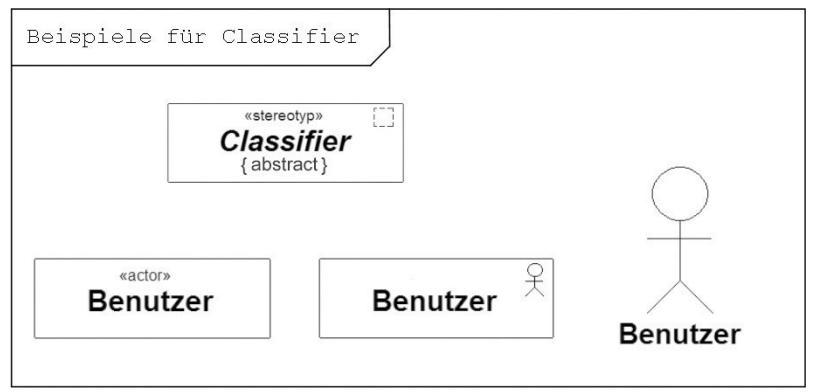 Beispiele für Classifier
«stereotyp»
Classifier
{ abstract }
«actor»
Benutzer
Benutzer
Benutzer